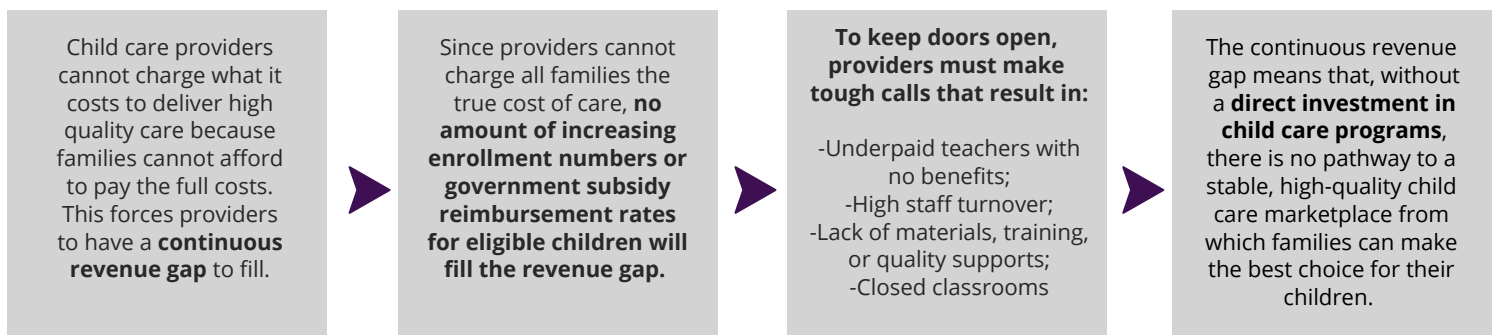 Child care providers
cannot charge what it
costs to deliver high
quality care because
families cannot afford
to pay the full costs.
This forces providers
to have a continuous
revenue gap to fill.
Since providers cannot
charge all families the
true cost of care, no
amount of increasing
enrollment numbers or
government subsidy
reimbursement rates
for eligible children will
fill the revenue gap.
To keep doors open,
providers must make
tough calls that result in:
-Underpaid teachers with
no benefits;
-High staff turnover;
-Lack of materials, training,
or quality supports;
-Closed classrooms
The continuous revenue
gap means that, without
a direct investment in
child care programs,
there is no pathway to a
stable, high-quality child
care marketplace from
which families can make
the best choice for their
children.